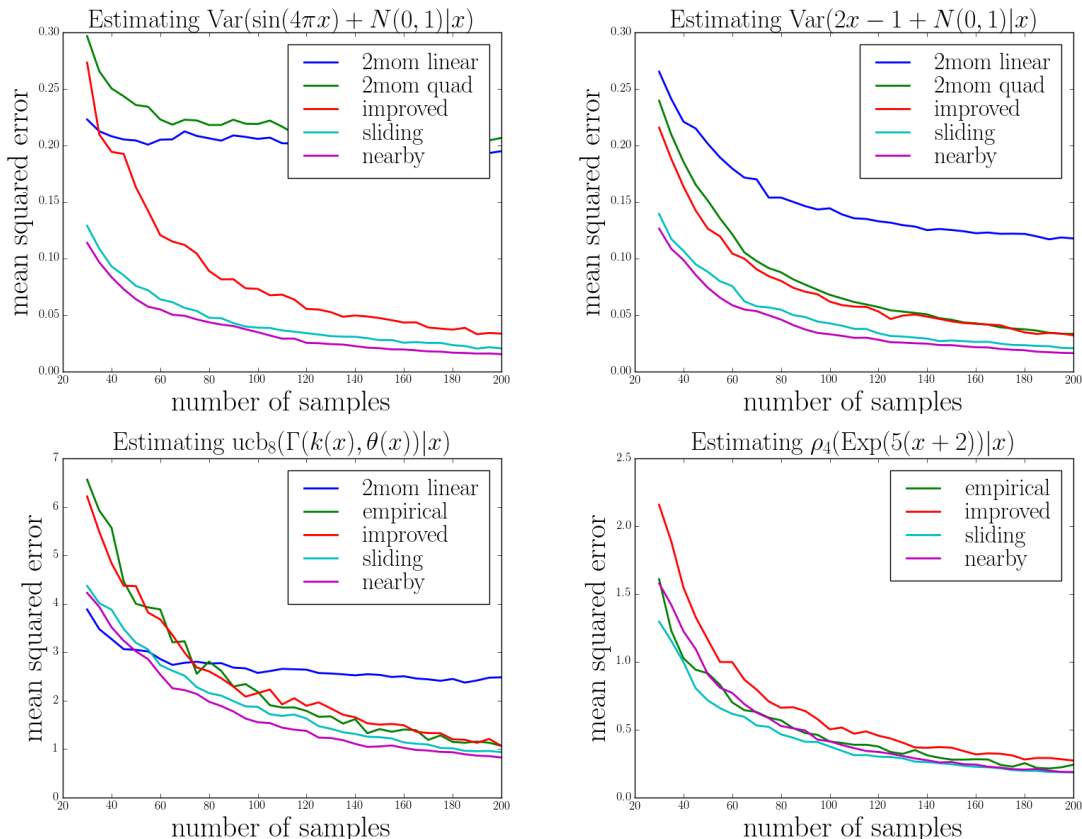 Estimating Var(sin(4πx) + N(0, 1)|x)
mean squared error
0.30
0.25
0.20
0.15
0.10
0.05
0.00
2mom linear
2mom quad
improved
sliding
nearby
20 40 60 80 100 120 140 160 180 200
number of samples
Estimating Var(2x − 1 + N(0, 1)|x)
mean squared error
0.30
0.25
0.20
0.15
0.10
0.05
0.00
2mom linear
2mom quad
improved
sliding
nearby
20 40 60 80 100 120 140 160 180 200
number of samples
Estimating ucb₈(Γ(k(x), θ(x))|x)
mean squared error
7
6
5
4
3
2
1
0
2mom linear
empirical
improved
sliding
nearby
20 40 60 80 100 120 140 160 180 200
number of samples
Estimating ρ₄(Exp(5(x + 2))|x)
mean squared error
2.5
2.0
1.5
1.0
0.5
0.0
empirical
improved
sliding
nearby
20 40 60 80 100 120 140 160 180 200
number of samples